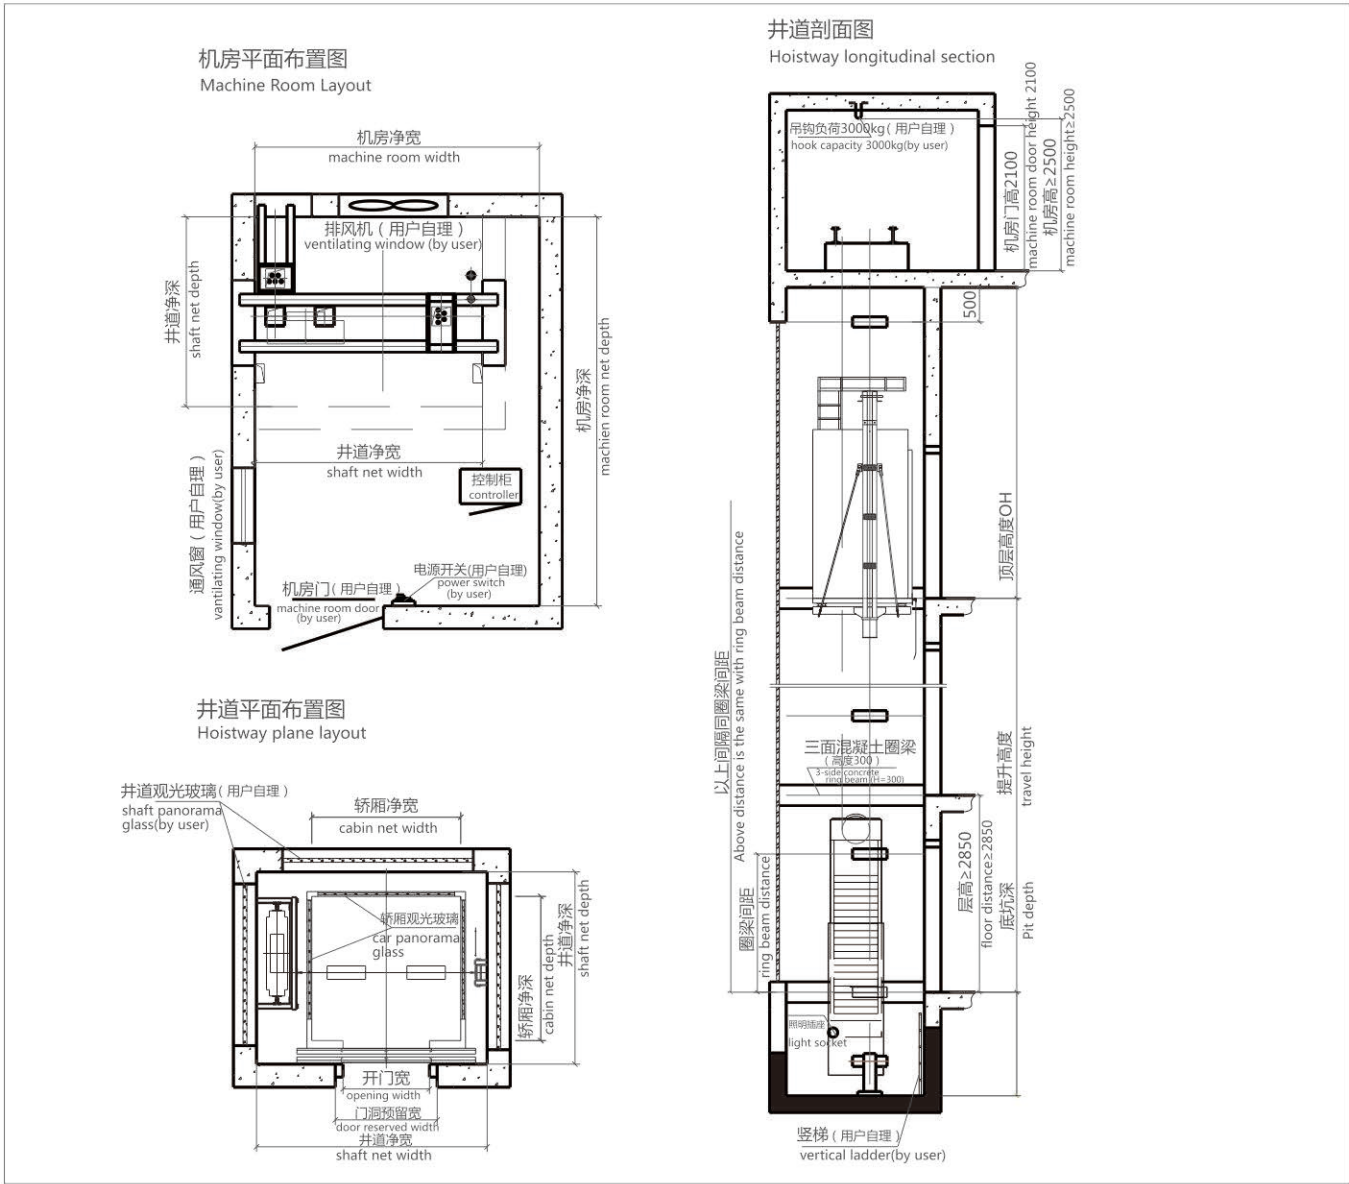 机房平面布置图
Machine Room Layout
机房净宽
machine room width
排风机（用户自理）
ventilating window (by user)
井道净深
shaft net depth
机房净深
machien room net depth
井道净宽
shaft net width
控制柜
controller
通风窗（用户自理）
vantilating window(by user)
机房门（用户自理）
machine room door
(by user)
电源开关(用户自理)
power switch
(by user)
井道平面布置图
Hoistway plane layout
井道观光玻璃（用户自理）
shaft panorama
glass(by user)
轿厢净宽
cabin net width
轿厢观光玻璃
car panorama
glass
轿厢净深
cabin net depth
井道净深
shaft net depth
开门宽
opening width
门洞预留宽
door reserved width
井道净宽
shaft net width
井道剖面图
Hoistway longitudinal section
吊钩负荷3000kg（用户自理）
hook capacity 3000kg(by user)
机房门高2100
machine room door height 2100
机房高≥2500
machine room height≥2500
500
顶层高度OH
以上间隔同圈梁间距
Above distance is the same with ring beam distance
三面混凝土圈梁
（高度300）
3-side concrete
ring beam (H=300)
提升高度
travel height
圈梁间距
ring beam distance
层高≥2850
floor distance≥2850
底坑深
Pit depth
照明插座
light socket
竖梯（用户自理）
vertical ladder(by user)